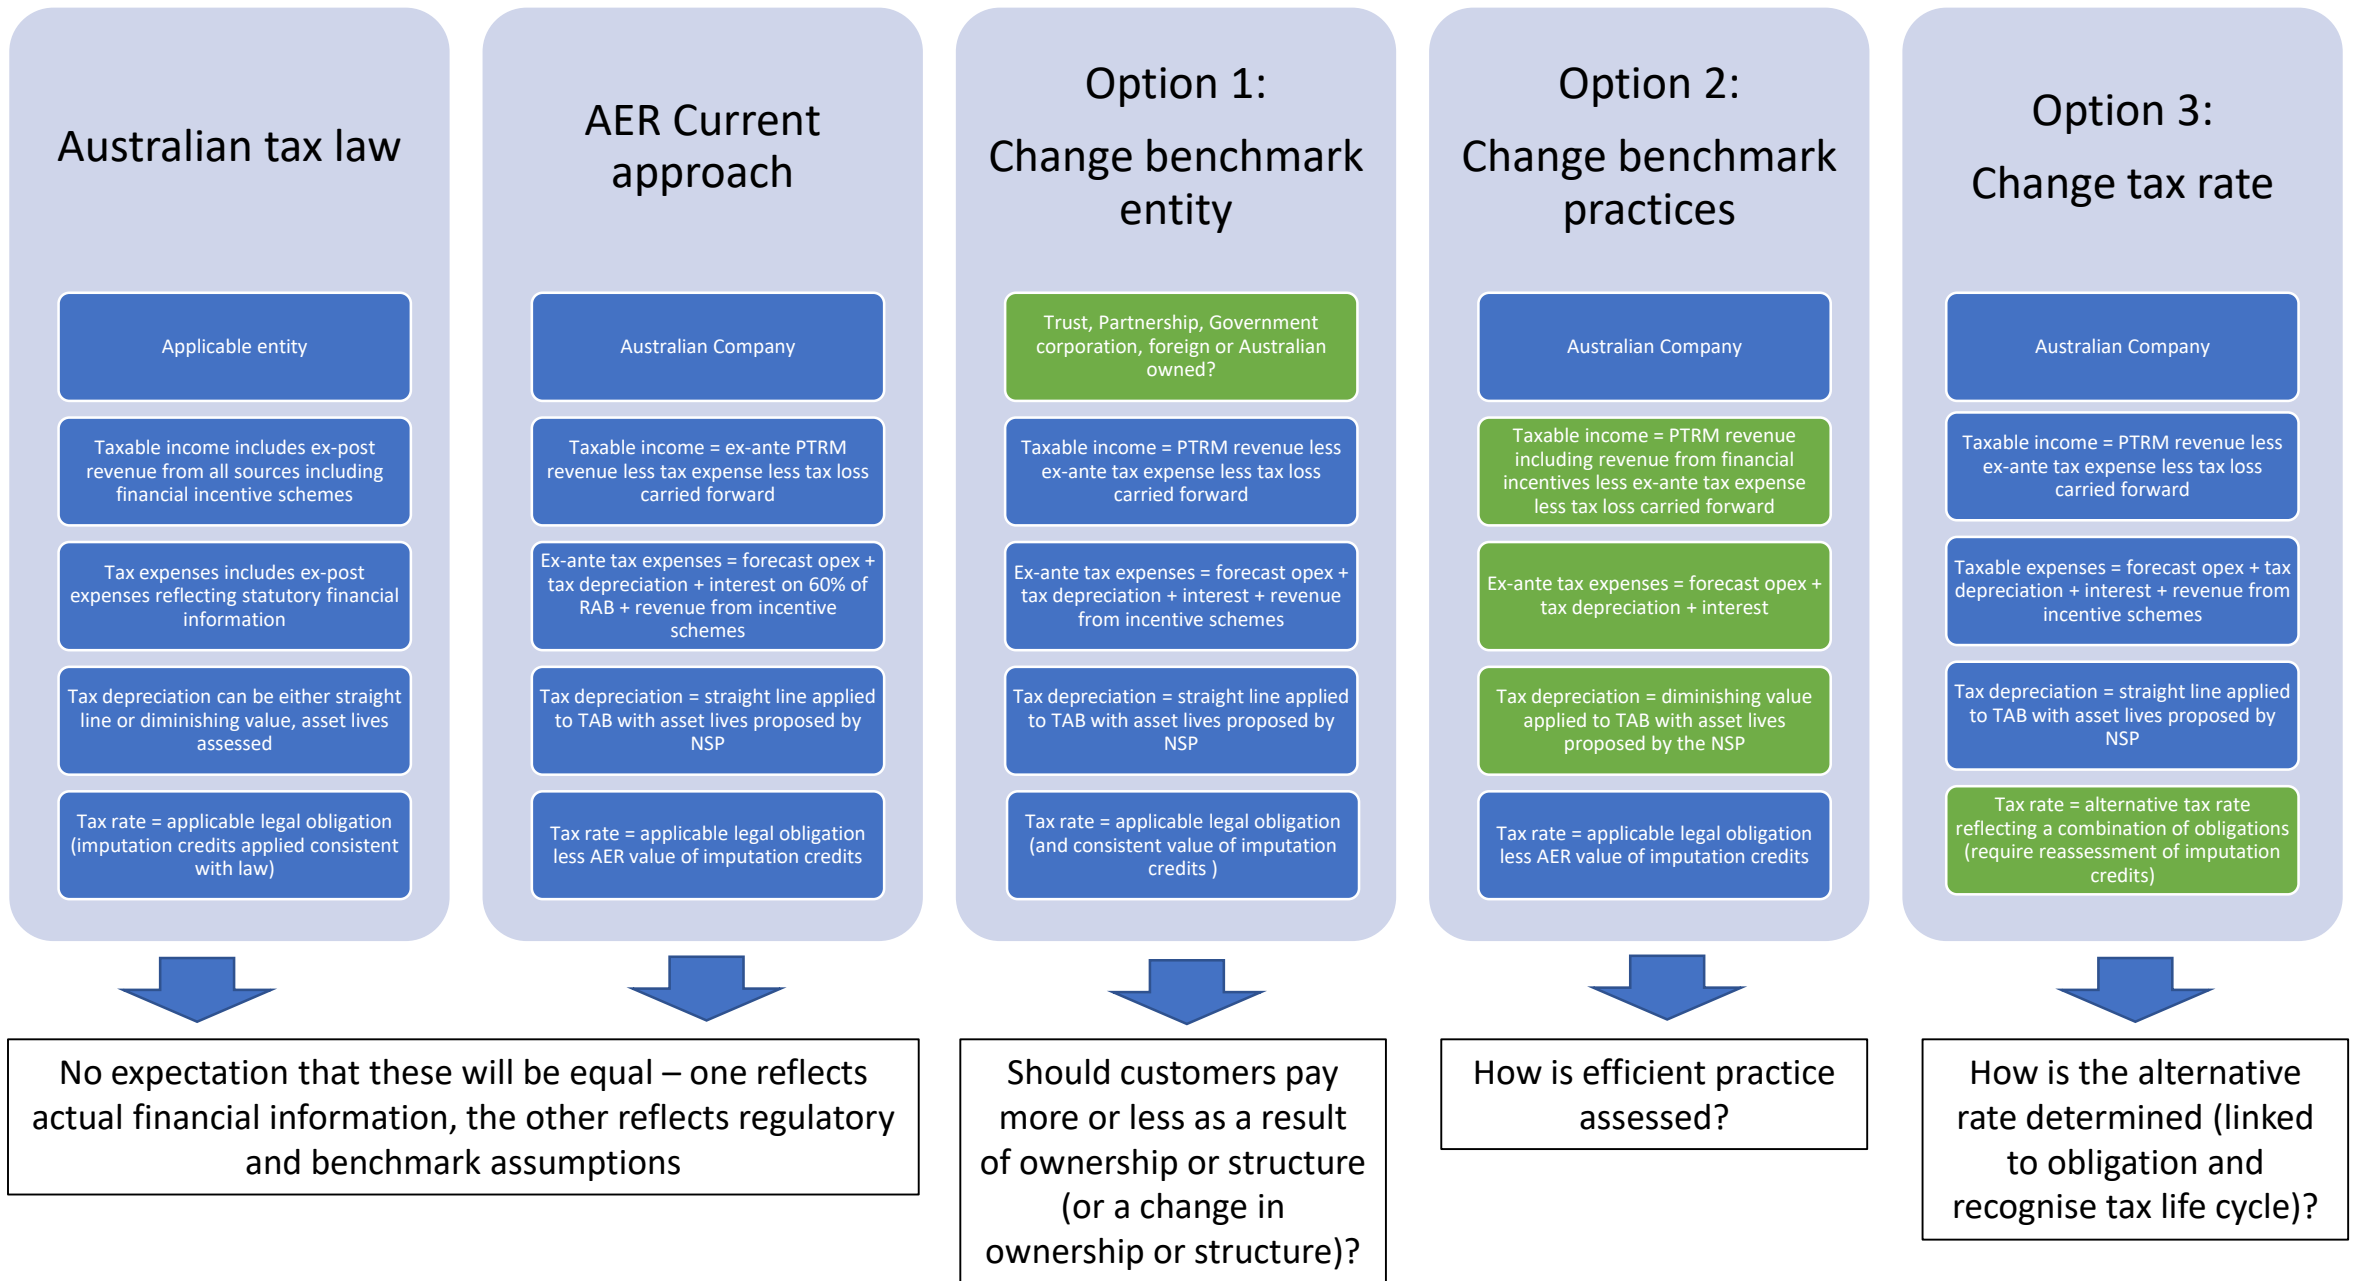 Australian tax law
Applicable entity
Taxable income includes ex-post
revenue from all sources including
financial incentive schemes
Tax expenses includes ex-post
expenses reflecting statutory financial
information
Tax depreciation can be either straight
line or diminishing value, asset lives
assessed
Tax rate = applicable legal obligation
(imputation credits applied consistent
with law)
AER Current
approach
Australian Company
Taxable income = ex-ante PTRM
revenue less tax expense less tax loss
carried forward
Ex-ante tax expenses = forecast opex +
tax depreciation + interest on 60% of
RAB + revenue from incentive
schemes
Tax depreciation = straight line applied
to TAB with asset lives proposed by
NSP
Tax rate = applicable legal obligation
less AER value of imputation credits
No expectation that these will be equal – one reflects
actual financial information, the other reflects regulatory
and benchmark assumptions
Option 1:
Change benchmark
entity
Trust, Partnership, Government
corporation, foreign or Australian
owned?
Taxable income = PTRM revenue less
ex-ante tax expense less tax loss
carried forward
Ex-ante tax expenses = forecast opex +
tax depreciation + interest + revenue
from incentive schemes
Tax depreciation = straight line applied
to TAB with asset lives proposed by
NSP
Tax rate = applicable legal obligation
(and consistent value of imputation
credits )
Should customers pay
more or less as a result
of ownership or structure
(or a change in
ownership or structure)?
Option 2:
Change benchmark
practices
Australian Company
Taxable income = PTRM revenue
including revenue from financial
incentives less ex-ante tax expense
less tax loss carried forward
Ex-ante tax expenses = forecast opex +
tax depreciation + interest
Tax depreciation = diminishing value
applied to TAB with asset lives
proposed by the NSP
Tax rate = applicable legal obligation
less AER value of imputation credits
How is efficient practice
assessed?
Option 3:
Change tax rate
Australian Company
Taxable income = PTRM revenue less
ex-ante tax expense less tax loss
carried forward
Taxable expenses = forecast opex + tax
depreciation + interest + revenue from
incentive schemes
Tax depreciation = straight line applied
to TAB with asset lives proposed by
NSP
Tax rate = alternative tax rate
reflecting a combination of obligations
(require reassessment of imputation
credits)
How is the alternative
rate determined (linked
to obligation and
recognise tax life cycle)?